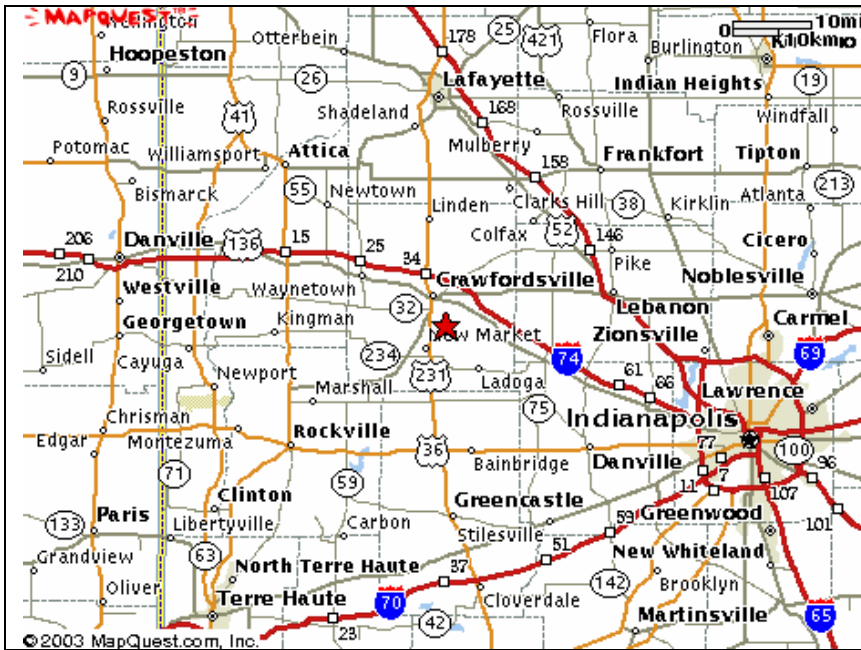 MAPQUEST
Wellington
Otterbein
178
25
421
Flora
0 10mi
10km
Hoopeston
Burlington
9
26
Lafayette
Indian Heights
19
Rossville
41
Shadeland
168
Rossville
Windfall
Potomac
Williamsport
Attica
Mulberry
158
Frankfort
Tipton
Bismarck
55
Newtown
Clarks Hill
38
Kirklin
Atlanta
213
Linden
Colfax
52
206
Danville
136
15
25
34
146
Cicero
210
Crawfordsville
Pike
Noblesville
Westville
Waynetown
32
Lebanon
Georgetown
Kingman
New Market
Zionsville
Carmel
Sidell
Cayuga
234
74
69
Newport
231
Ladoga
61
66
Lawrence
Marshall
75
Chrisman
Indianapolis
Edgar
Montezuma
Rockville
36
Bainbridge
Danville
77
7
100
96
71
59
11
107
Clinton
Greencastle
Greenwood
101
133
Paris
Libertyville
Carbon
Stilesville
59
Grandview
63
North Terre Haute
51
New Whiteland
37
142
Brooklyn
Oliver
Terre Haute
70
Cloverdale
23
42
Martinsville
65
©2003 MapQuest.com, Inc.